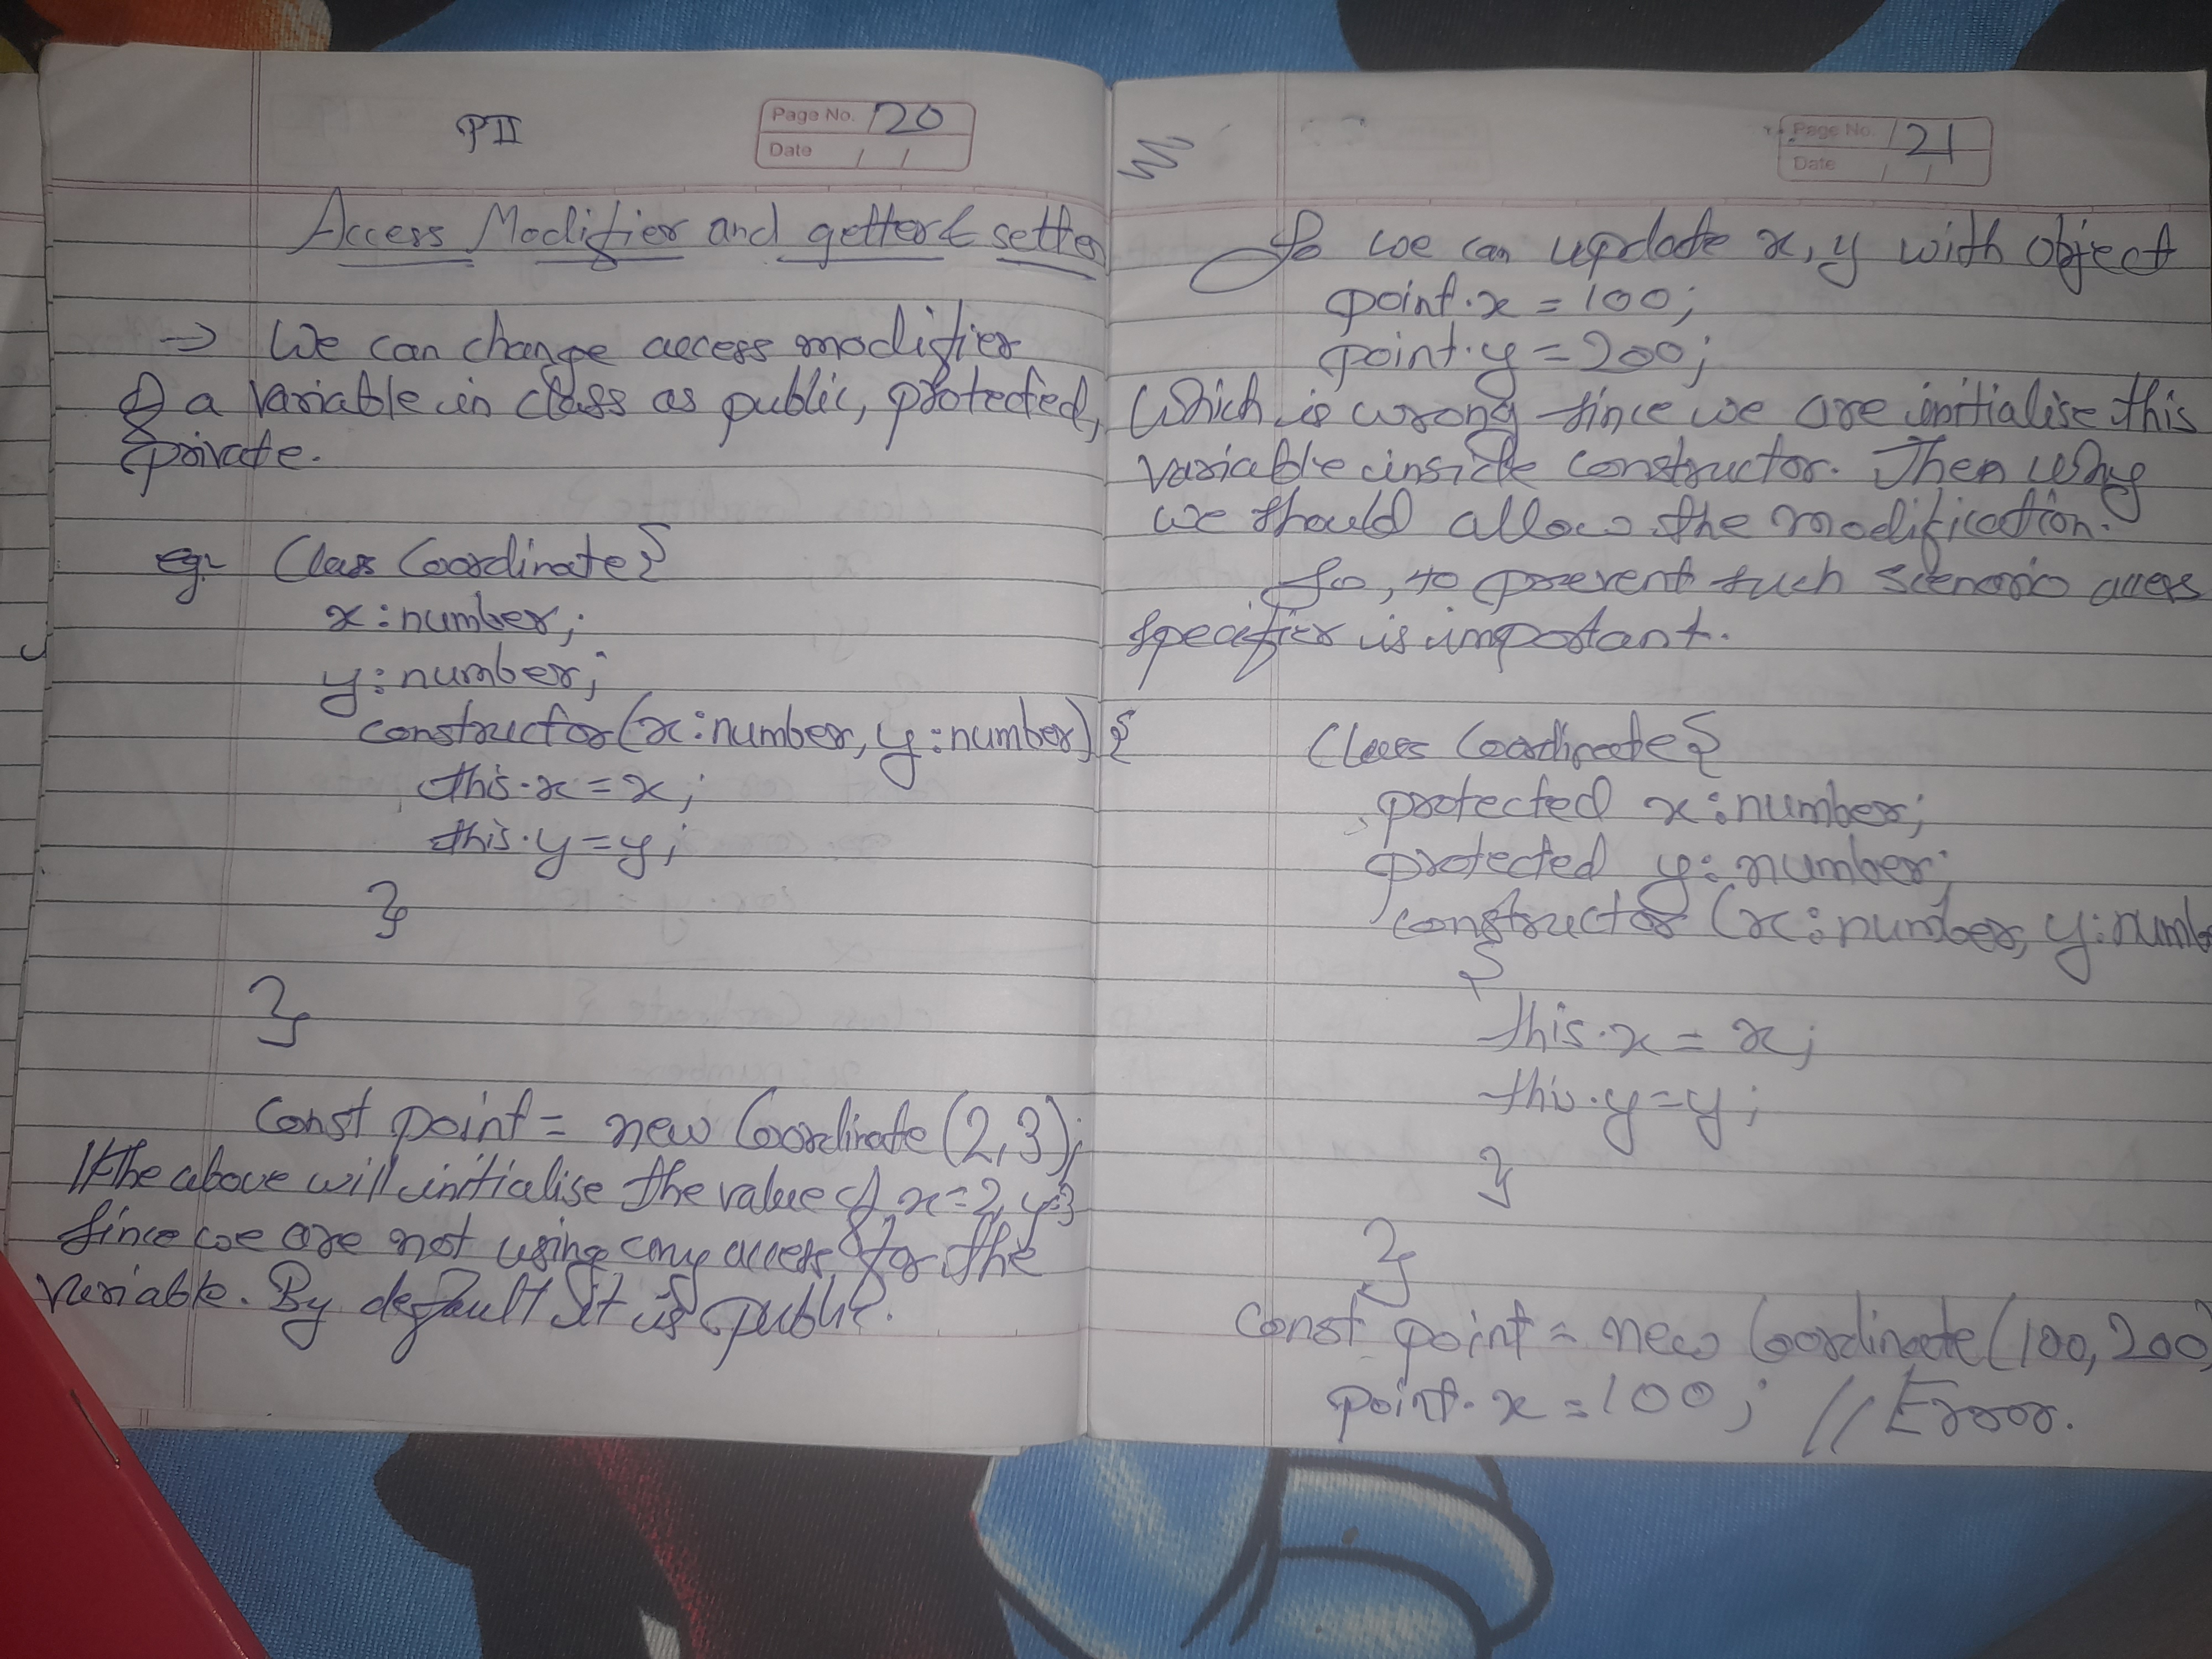 PII
Page No. 120
Date / /
Access Modifier and getter & setter
→ We can change access modifier
of a variable in class as public, protected,
private.
eg:- Class Coordinate {
x : number;
y : number;
constructor(x : number, y : number) {
this.x = x;
this.y = y;
}
}
Const point = new Coordinate (2,3);
// the above will initialise the value of x=2, y=3
Since we are not using any access for the
variable. By default it is public.
Page No. 121
Date / /
So we can update x, y with object
point.x = 100;
point.y = 200;
Which is wrong since we are initialise this
variable inside constructor. Then why
we should allow the modification.
So, to prevent such scenario access
specifier is important.
Class Coordinate {
protected x : number;
protected y : number;
constructor (x : number, y : numbe
{
this.x = x;
this.y = y;
}
}
Const point = new Coordinate (100, 200)
point.x = 100; // Error.